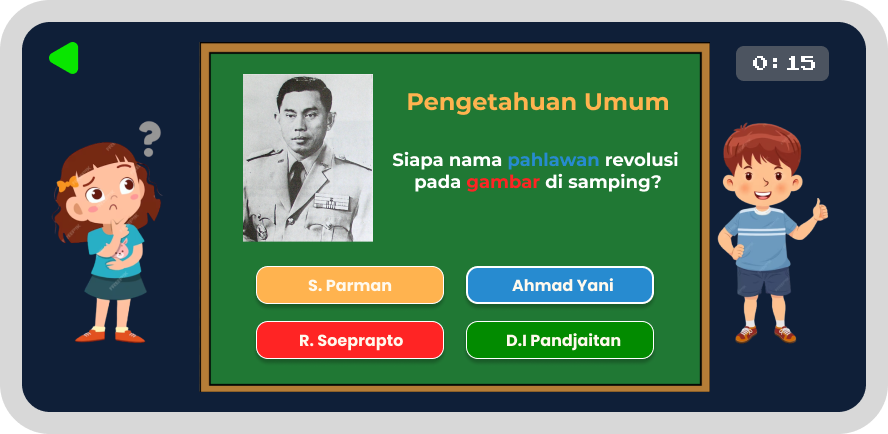 0:15
Pengetahuan Umum
Siapa nama pahlawan revolusi
pada gambar di samping?
S. Parman
Ahmad Yani
R. Soeprapto
D.I Pandjaitan